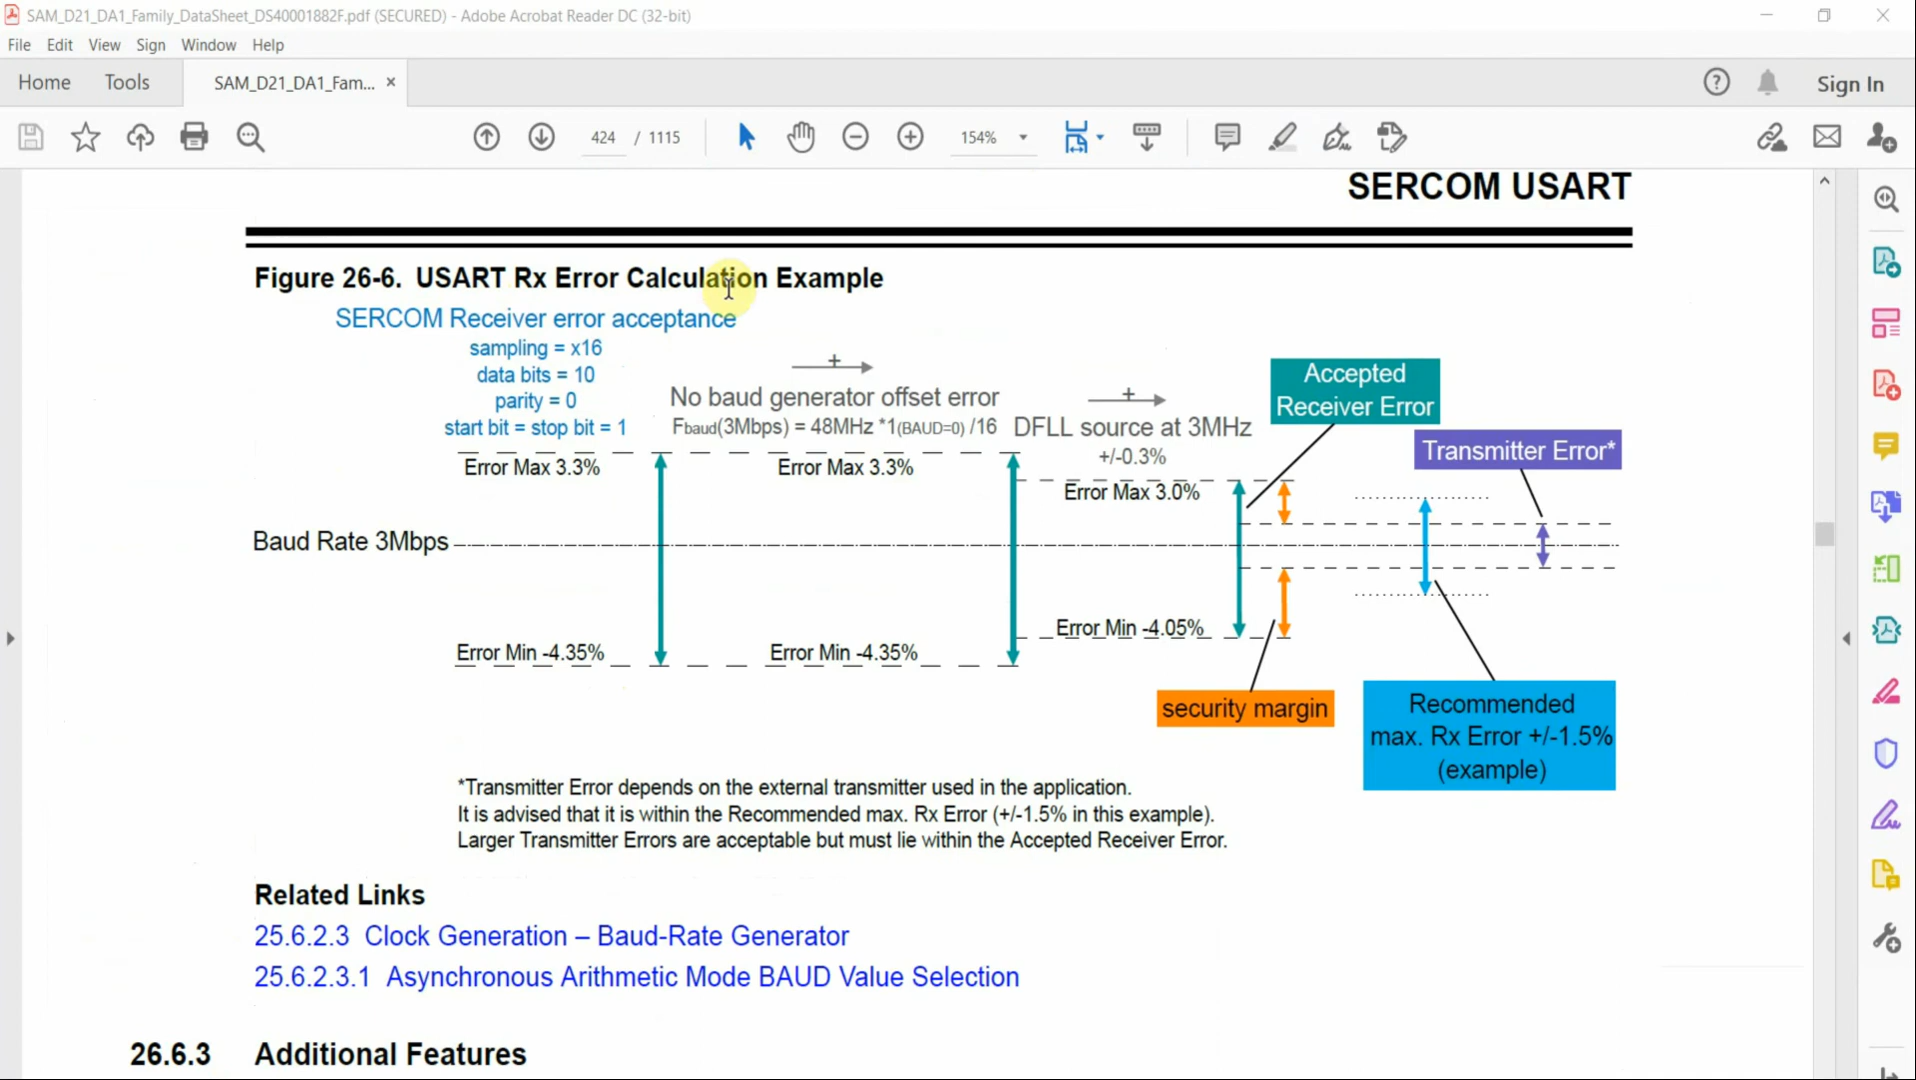 SAM_D21_DA1_Family_DataSheet_DS40001882F.pdf (SECURED) - Adobe Acrobat Reader DC (32-bit)
File Edit View Sign Window Help
Home Tools SAM_D21_DA1_Fam... × Sign In
424 / 1115 154%
SERCOM USART
Figure 26-6. USART Rx Error Calculation Example
SERCOM Receiver error acceptance
sampling = x16
data bits = 10
parity = 0
start bit = stop bit = 1
+
No baud generator offset error
Fbaud(3Mbps) = 48MHz *1(BAUD=0) /16
+
DFLL source at 3MHz
+/-0.3%
Accepted
Receiver Error
Transmitter Error*
Error Max 3.3% Error Max 3.3% Error Max 3.0%
Baud Rate 3Mbps
Error Min -4.35% Error Min -4.35% Error Min -4.05%
security margin
Recommended
max. Rx Error +/-1.5%
(example)
*Transmitter Error depends on the external transmitter used in the application.
It is advised that it is within the Recommended max. Rx Error (+/-1.5% in this example).
Larger Transmitter Errors are acceptable but must lie within the Accepted Receiver Error.
Related Links
25.6.2.3 Clock Generation – Baud-Rate Generator
25.6.2.3.1 Asynchronous Arithmetic Mode BAUD Value Selection
26.6.3 Additional Features